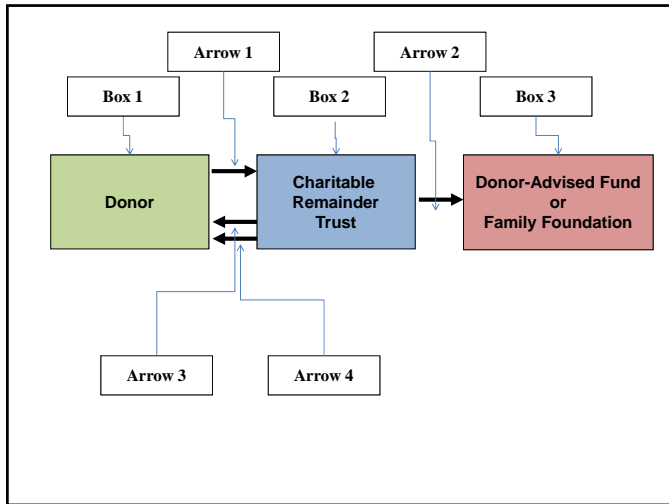 Arrow 1
Arrow 2
Box 1
Box 2
Box 3
Donor
Charitable
Remainder
Trust
Donor-Advised Fund
or
Family Foundation
Arrow 3
Arrow 4